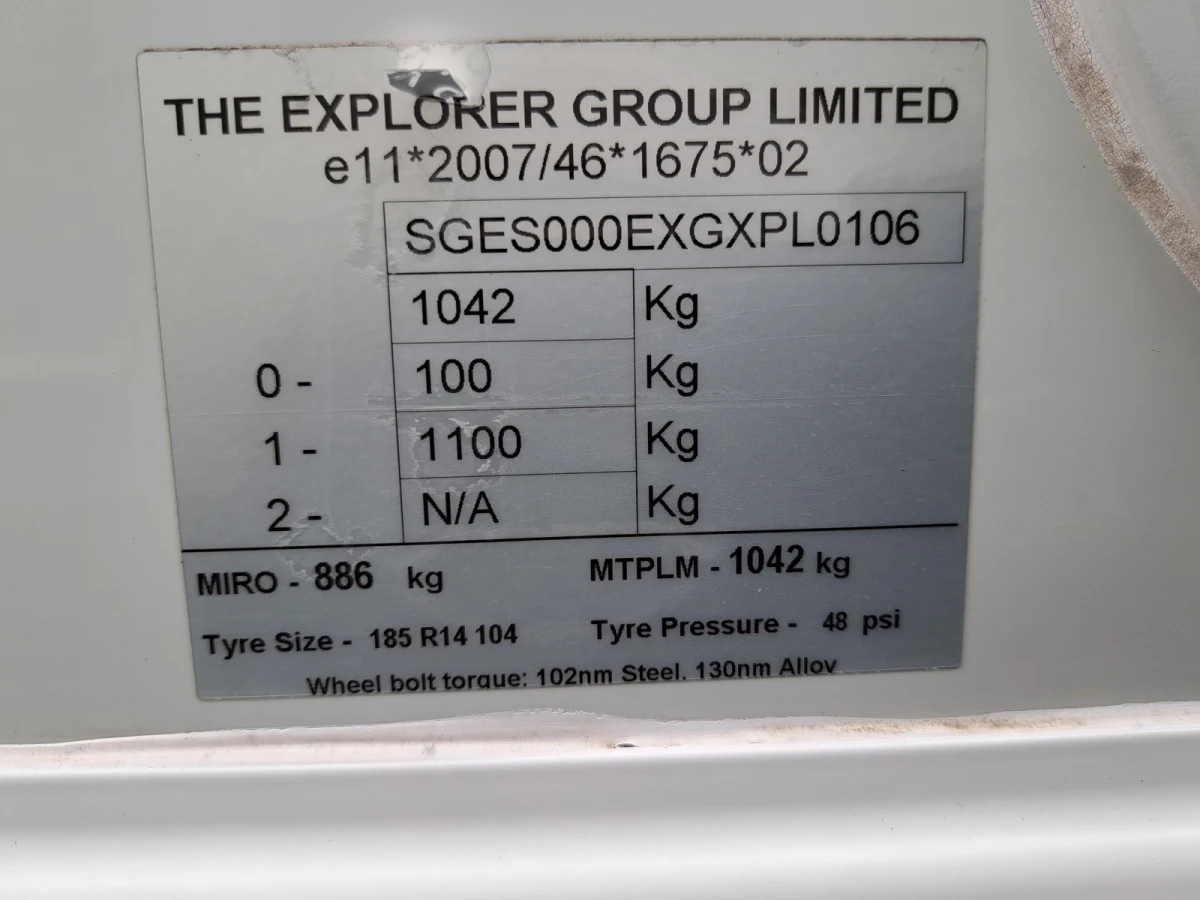 THE EXPLORER GROUP LIMITED
e11*2007/46*1675*02
SGES000EXGXPL0106
1042 Kg
0 - 100 Kg
1 - 1100 Kg
2 - N/A Kg
MIRO - 886 kg MTPLM - 1042 kg
Tyre Size - 185 R14 104 Tyre Pressure - 48 psi
Wheel bolt torque: 102nm Steel. 130nm Alloy